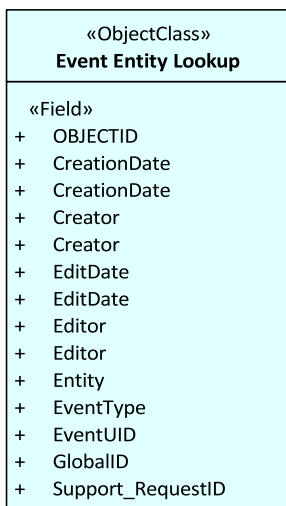 «ObjectClass»
Event Entity Lookup
«Field»
+ OBJECTID
+ CreationDate
+ CreationDate
+ Creator
+ Creator
+ EditDate
+ EditDate
+ Editor
+ Editor
+ Entity
+ EventType
+ EventUID
+ GlobalID
+ Support_RequestID